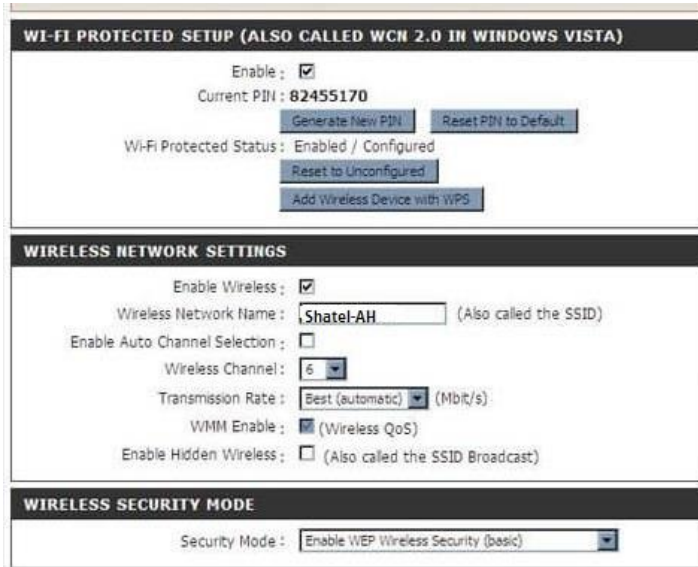 WI-FI PROTECTED SETUP (ALSO CALLED WCN 2.0 IN WINDOWS VISTA)
Enable :
Current PIN : 82455170
Generate New PIN Reset PIN to Default
Wi-Fi Protected Status : Enabled / Configured
Reset to Unconfigured
Add Wireless Device with WPS
WIRELESS NETWORK SETTINGS
Enable Wireless :
Wireless Network Name : Shatel-AH (Also called the SSID)
Enable Auto Channel Selection :
Wireless Channel : 6
Transmission Rate : Best (automatic) (Mbit/s)
WMM Enable : (Wireless QoS)
Enable Hidden Wireless : (Also called the SSID Broadcast)
WIRELESS SECURITY MODE
Security Mode : Enable WEP Wireless Security (basic)